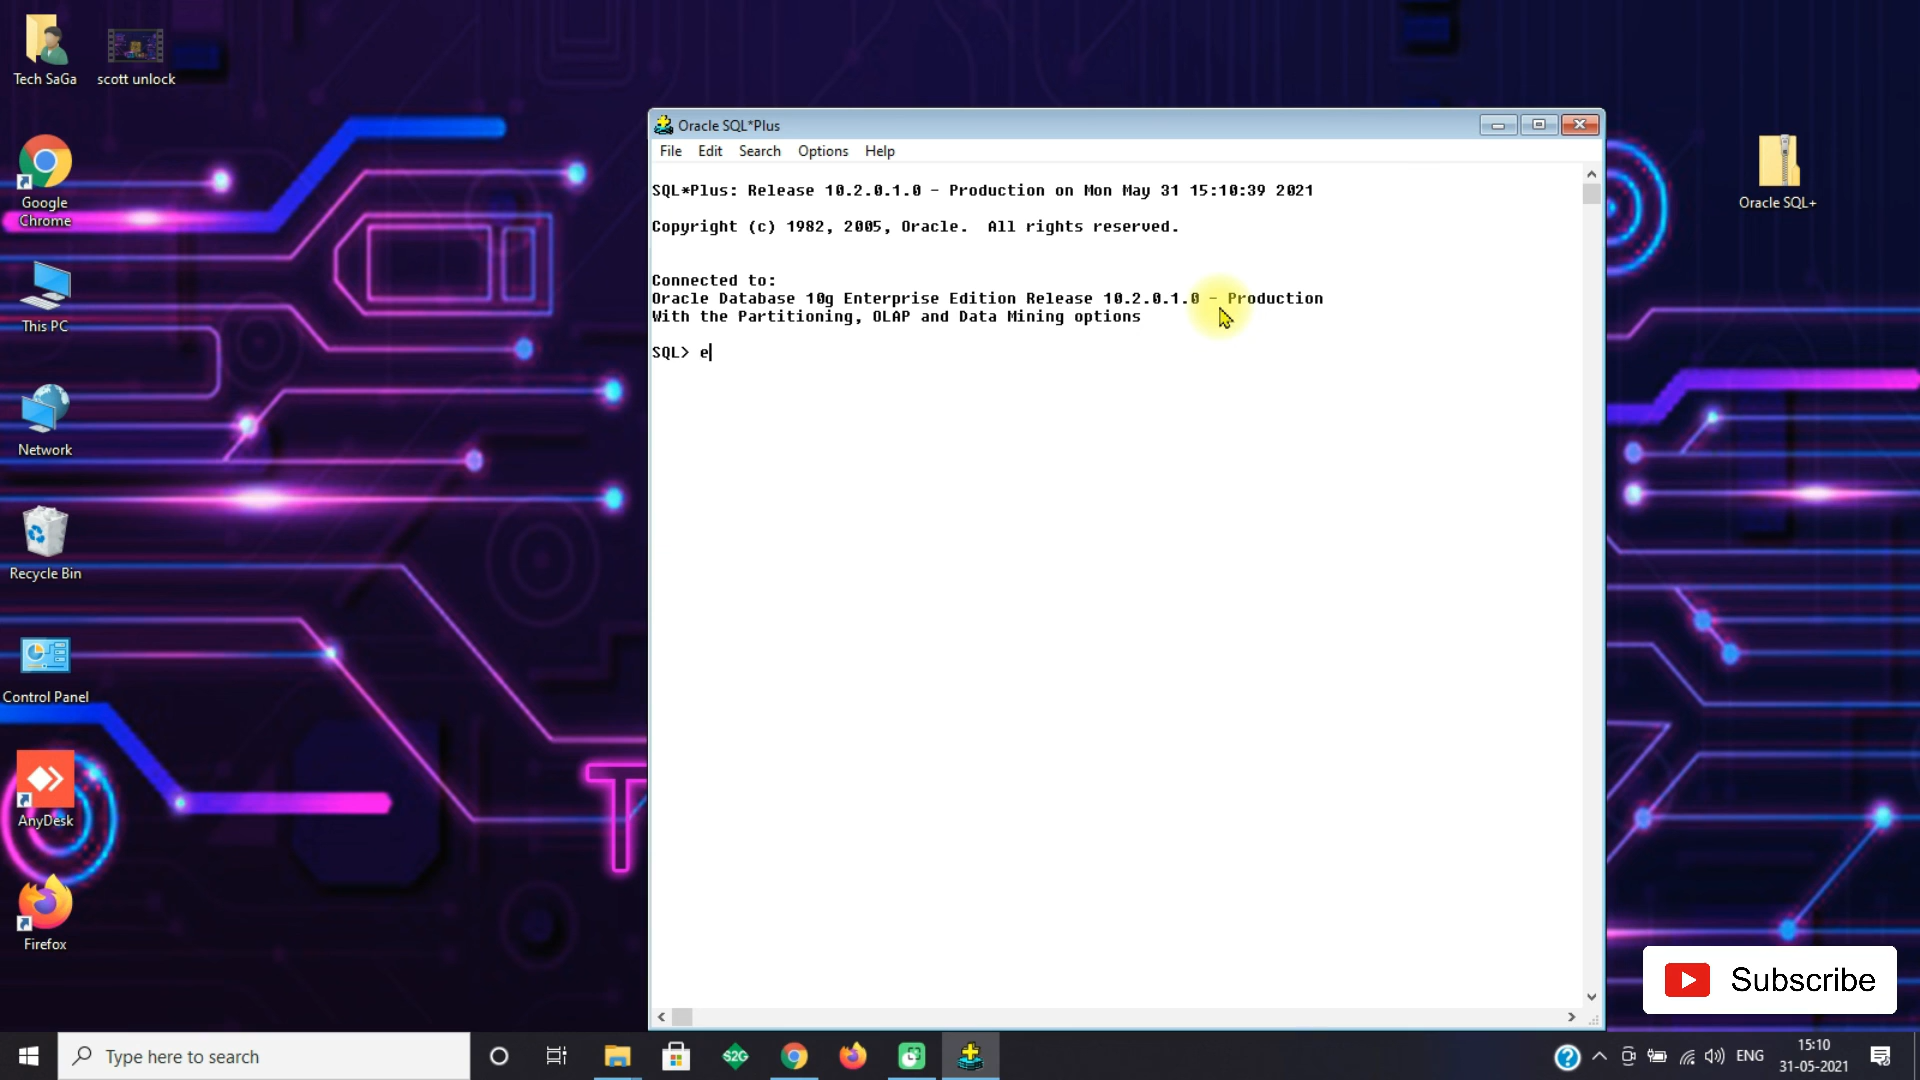 Tech SaGa
scott unlock
Google
Chrome
This PC
Network
Recycle Bin
Control Panel
AnyDesk
Firefox
Oracle SQL*Plus
File Edit Search Options Help
SQL*Plus: Release 10.2.0.1.0 - Production on Mon May 31 15:10:39 2021
Copyright (c) 1982, 2005, Oracle.  All rights reserved.
Connected to:
Oracle Database 10g Enterprise Edition Release 10.2.0.1.0 - Production
With the Partitioning, OLAP and Data Mining options
SQL> e
Oracle SQL+
T
Subscribe
Type here to search
S2G
ENG
15:10
31-05-2021